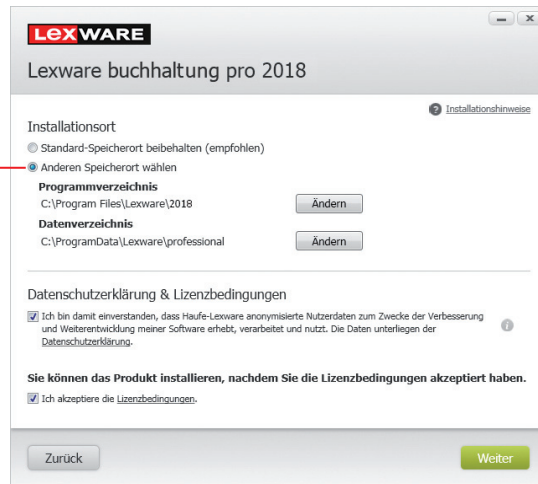 LEXWARE
Lexware buchhaltung pro 2018
? Installationshinweise
Installationsort
Standard-Speicherort beibehalten (empfohlen)
Anderen Speicherort wählen
Programmverzeichnis
C:\Program Files\Lexware\2018 Ändern
Datenverzeichnis
C:\ProgramData\Lexware\professional Ändern
Datenschutzerklärung & Lizenzbedingungen
Ich bin damit einverstanden, dass Haufe-Lexware anonymisierte Nutzerdaten zum Zwecke der Verbesserung
und Weiterentwicklung meiner Software erhebt, verarbeitet und nutzt. Die Daten unterliegen der
Datenschutzerklärung.
i
Sie können das Produkt installieren, nachdem Sie die Lizenzbedingungen akzeptiert haben.
Ich akzeptiere die Lizenzbedingungen.
Zurück Weiter